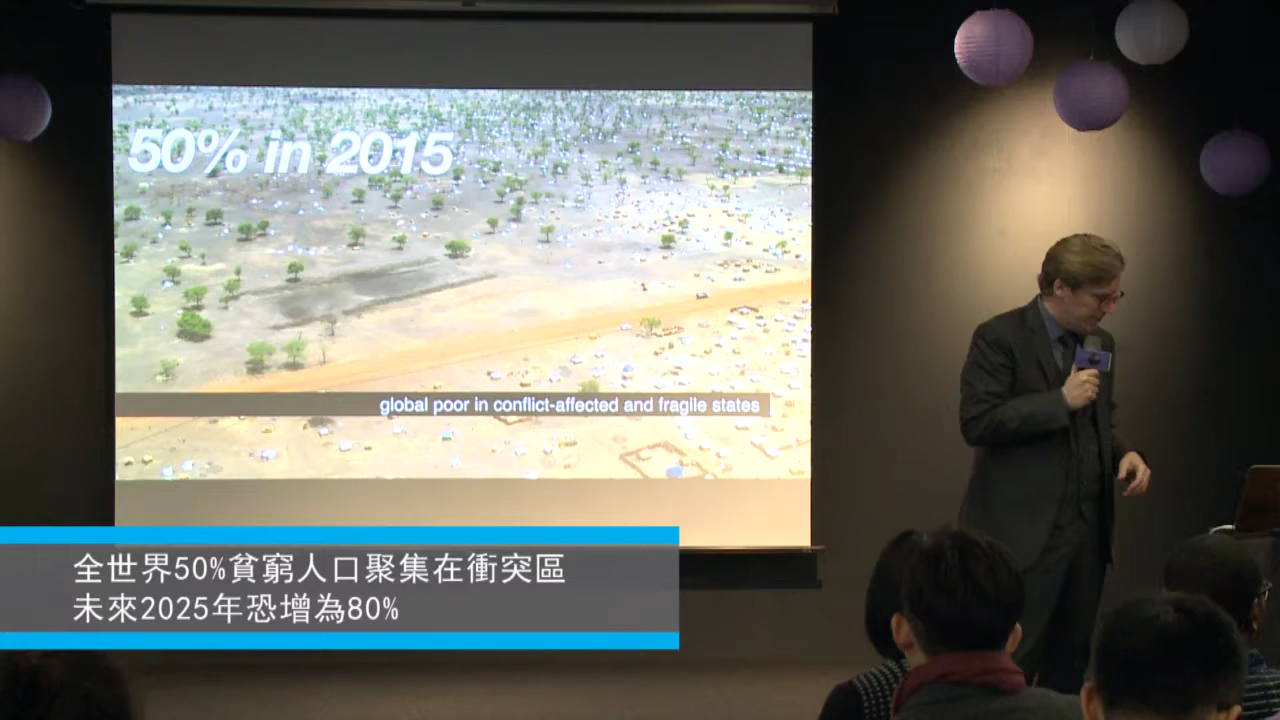 50% in 2015
global poor in conflict-affected and fragile states
全世界50%貧窮人口聚集在衝突區
未來2025年恐增為80%